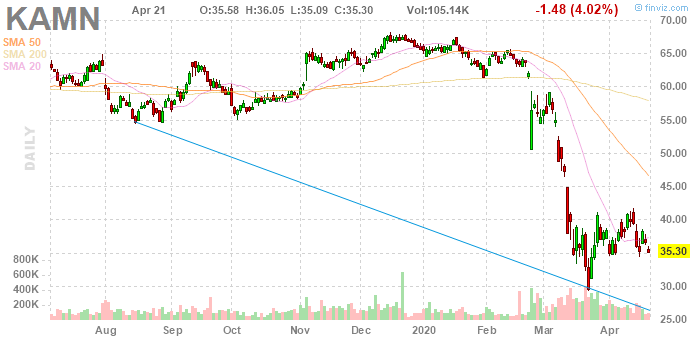 © finviz.com
KAMN Apr 21 O:35.58 H:36.05 L:35.09 C:35.30 Vol:105.14K -1.48 (4.02%)
SMA 50
SMA 200
SMA 20
DAILY
70.00
65.00
60.00
55.00
50.00
45.00
40.00
35.30
30.00
25.00
800K
600K
400K
200K
Aug Sep Oct Nov Dec 2020 Feb Mar Apr